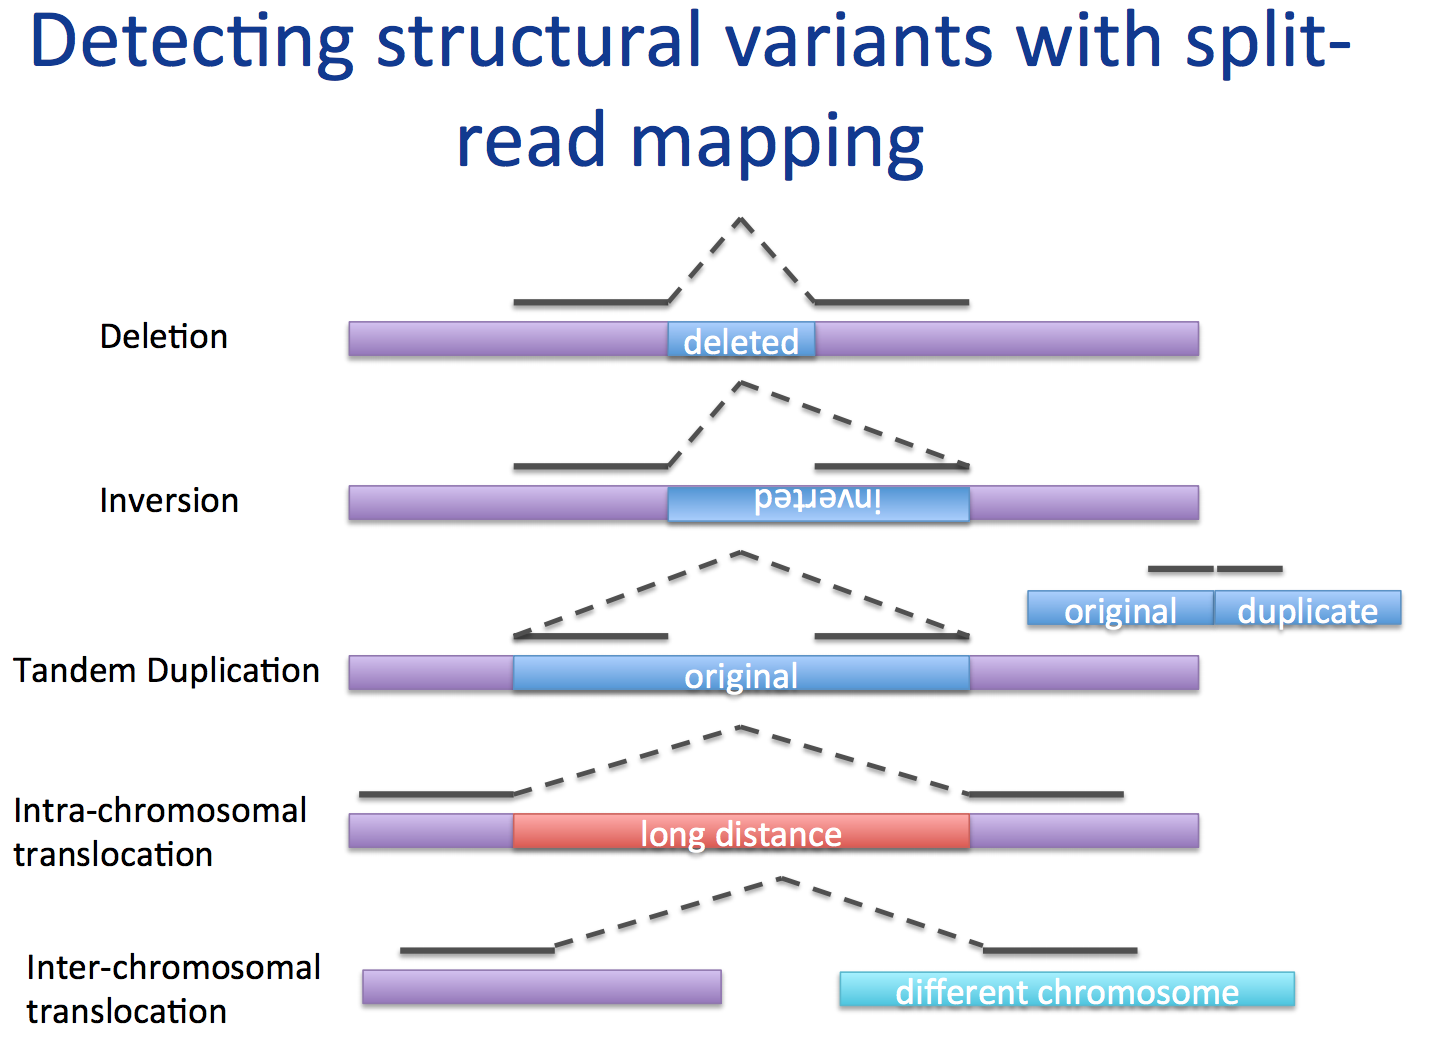 Detecting structural variants with split-
read mapping
Deletion
deleted
Inversion
inverted
original
duplicate
Tandem Duplication
original
Intra-chromosomal
translocation
long distance
Inter-chromosomal
translocation
different chromosome